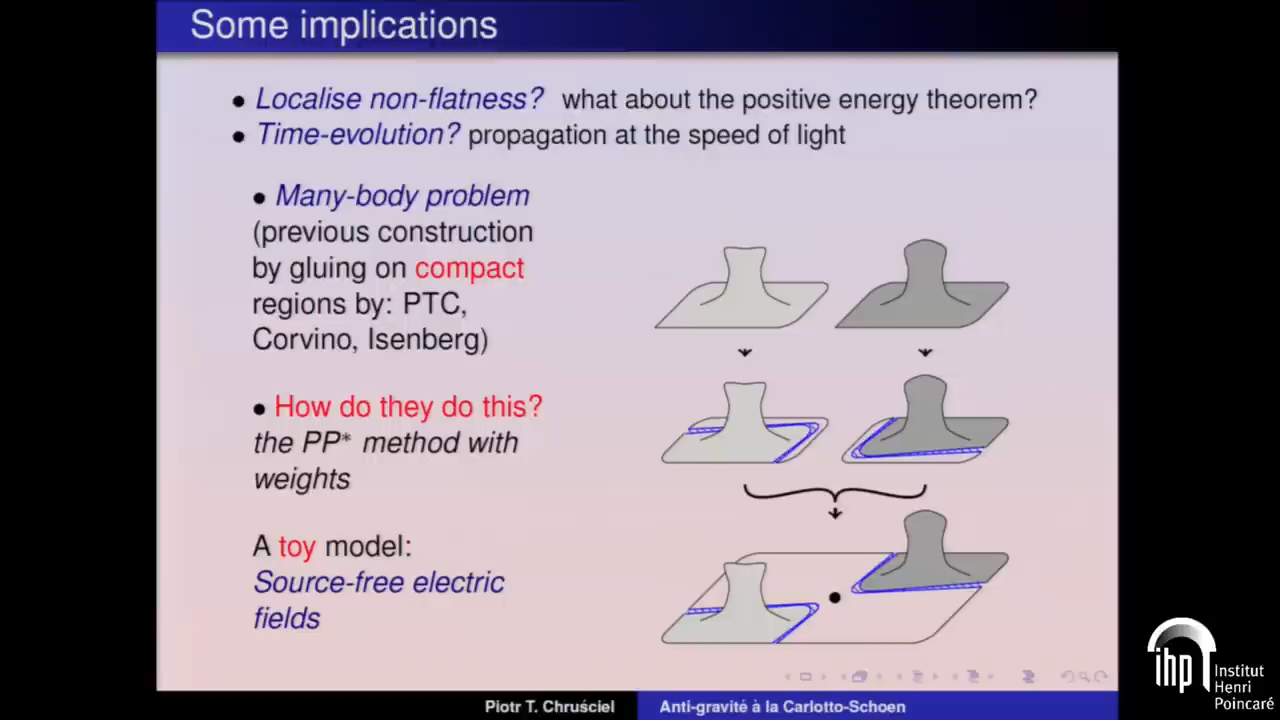 Some implications
• Localise non-flatness? what about the positive energy theorem?
• Time-evolution? propagation at the speed of light
• Many-body problem
(previous construction
by gluing on compact
regions by: PTC,
Corvino, Isenberg)
• How do they do this?
the PP* method with
weights
A toy model:
Source-free electric
fields
Piotr T. Chruściel
Anti-gravité à la Carlotto-Schoen
ihp
Institut
Henri
Poincaré